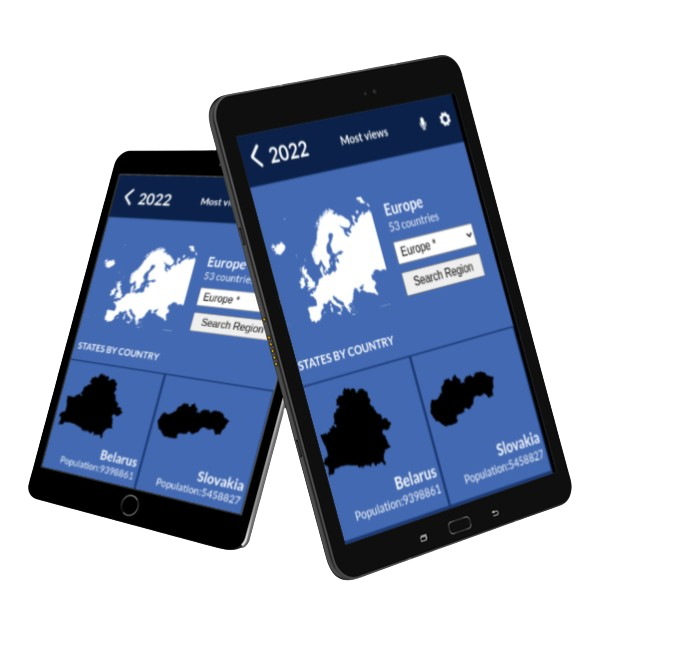 2022
Most vi
Europe
53 countrie
Europe *
Search Region
STATES BY COUNTRY
Belarus
Population:9398861
Slovakia
Population:5458827
2022
Most views
Europe
53 countries
Europe *
Search Region
STATES BY COUNTRY
Belarus
Population:9398861
Slovakia
Population:5458827